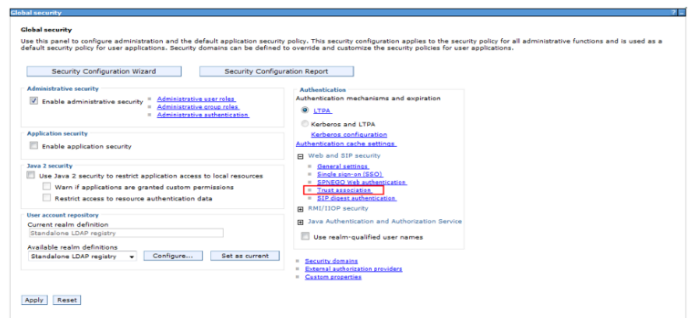 Global security
? _
Global security
Use this panel to configure administration and the default application security policy. This security configuration applies to the security policy for all administrative functions and is used as a
default security policy for user applications. Security domains can be defined to override and customize the security policies for user applications.
Security Configuration Wizard
Security Configuration Report
Administrative security
Enable administrative security
Administrative user roles
Administrative group roles
Administrative authentication
Application security
Enable application security
Java 2 security
Use Java 2 security to restrict application access to local resources
Warn if applications are granted custom permissions
Restrict access to resource authentication data
User account repository
Current realm definition
Standalone LDAP registry
Available realm definitions
Standalone LDAP registry
Configure...
Set as current
Authentication
Authentication mechanisms and expiration
LTPA
Kerberos and LTPA
Kerberos configuration
Authentication cache settings
Web and SIP security
General settings
Single sign-on (SSO)
SPNEGO Web authentication
Trust association
SIP digest authentication
RMI/IIOP security
Java Authentication and Authorization Service
Use realm-qualified user names
Security domains
External authorization providers
Custom properties
Apply
Reset